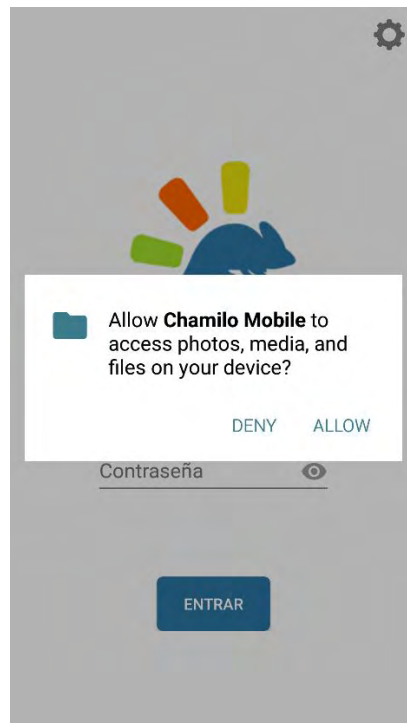 Allow Chamilo Mobile to
access photos, media, and
files on your device?
DENY ALLOW
Contraseña
ENTRAR